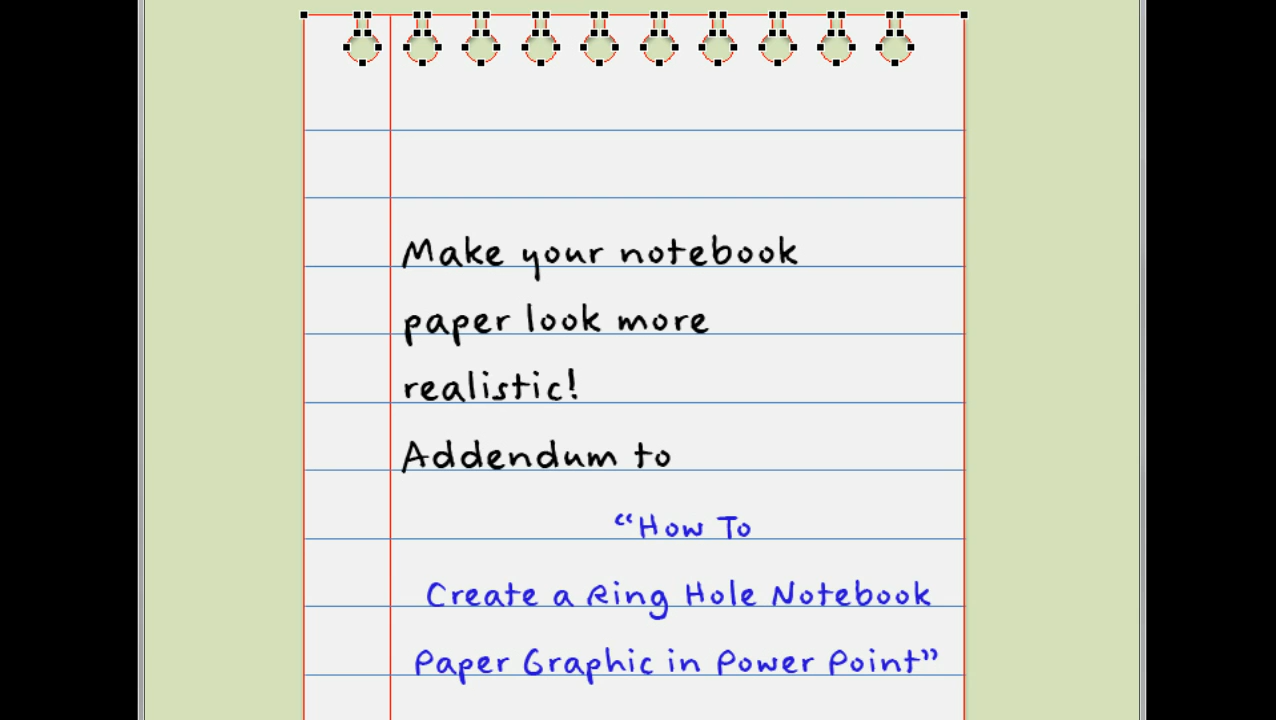 Make your notebook
paper look more
realistic!
Addendum to
“How To
Create a Ring Hole Notebook
Paper Graphic in Power Point”